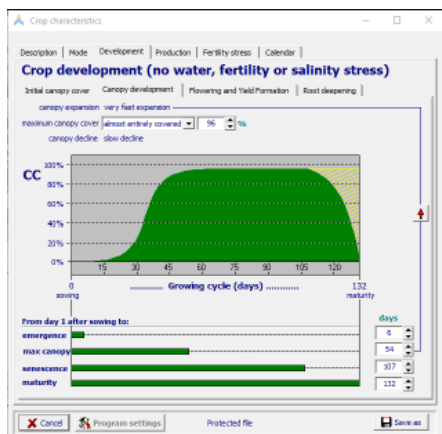 Crop characteristics
Description Mode Development Production Fertility stress Calendar
Crop development (no water, fertility or salinity stress)
Initial canopy cover Canopy development Flowering and Yield Formation Root deepening
canopy expansion very fast expansion
maximum canopy cover almost entirely covered 96 %
canopy decline slow decline
CC
100%
80%
60%
40%
20%
0%
15 30 45 60 75 90 105 120
0 ........ Growing cycle (days) ........... 132
sowing maturity
From day 1 after sowing to: days
emergence 6
max canopy 54
senescence 107
maturity 132
Cancel Program settings Protected file Save as